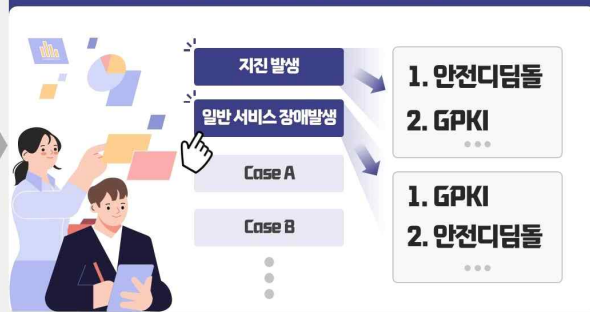 지진 발생
일반 서비스 장애발생
Case A
Case B
1. 안전디딤돌
2. GPKI
1. GPKI
2. 안전디딤돌